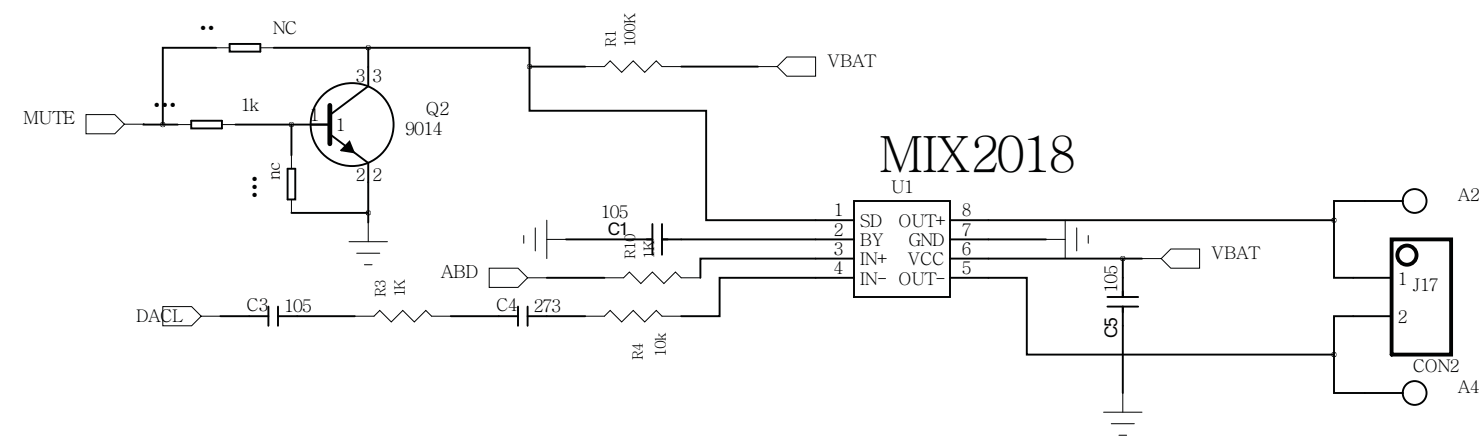 NC
R1
100K
VBAT
3 3
MUTE
1k
1
1
Q2
9014
nc
2 2
MIX2018
U1
105
C1
1 SD OUT+ 8
2 BY GND 7
3 IN+ VCC 6
4 IN- OUT- 5
R10
1K
ABD
VBAT
A2
DACL
C3 105
R3
1K
C4 273
R4
10k
105
C5
1
J17
2
CON2
A4